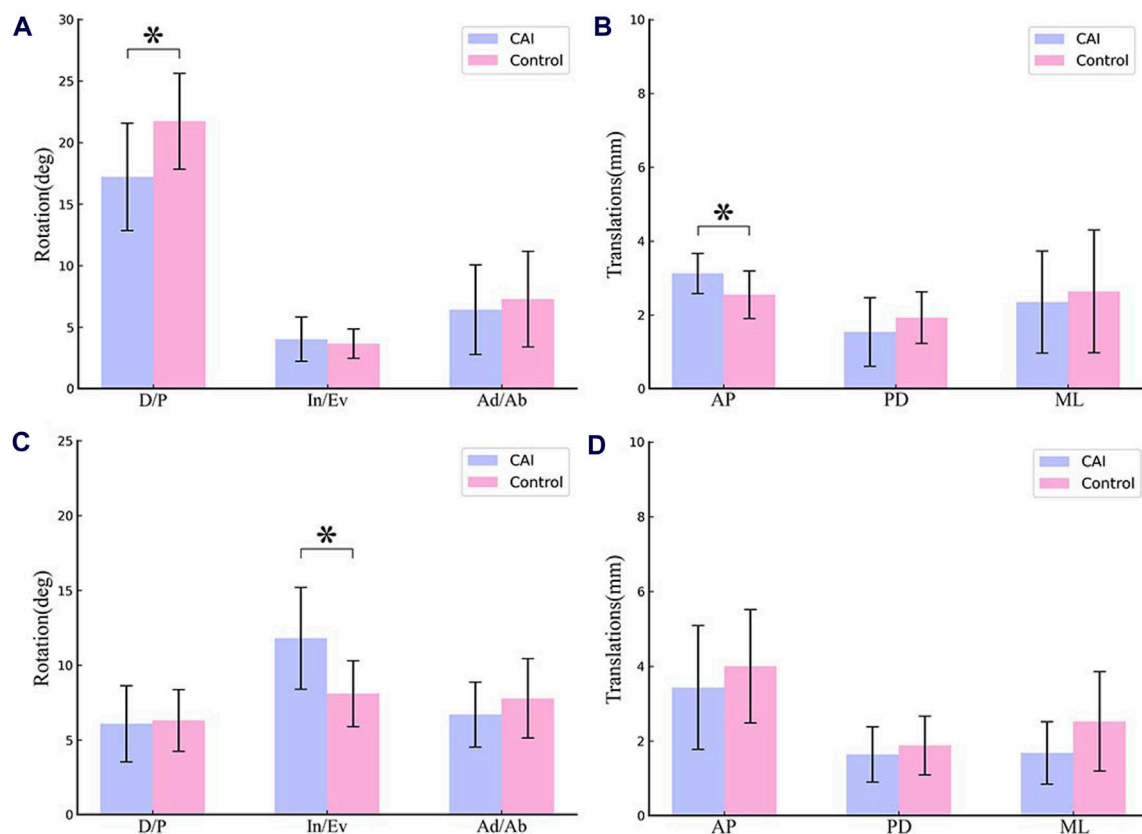 A
30
25
20
15
10
5
0
Rotation(deg)
*
CAI
Control
D/P In/Ev Ad/Ab
B
10
8
6
4
2
0
Translations(mm)
*
CAI
Control
AP PD ML
C
25
20
15
10
5
0
Rotation(deg)
*
CAI
Control
D/P In/Ev Ad/Ab
D
10
8
6
4
2
0
Translations(mm)
CAI
Control
AP PD ML